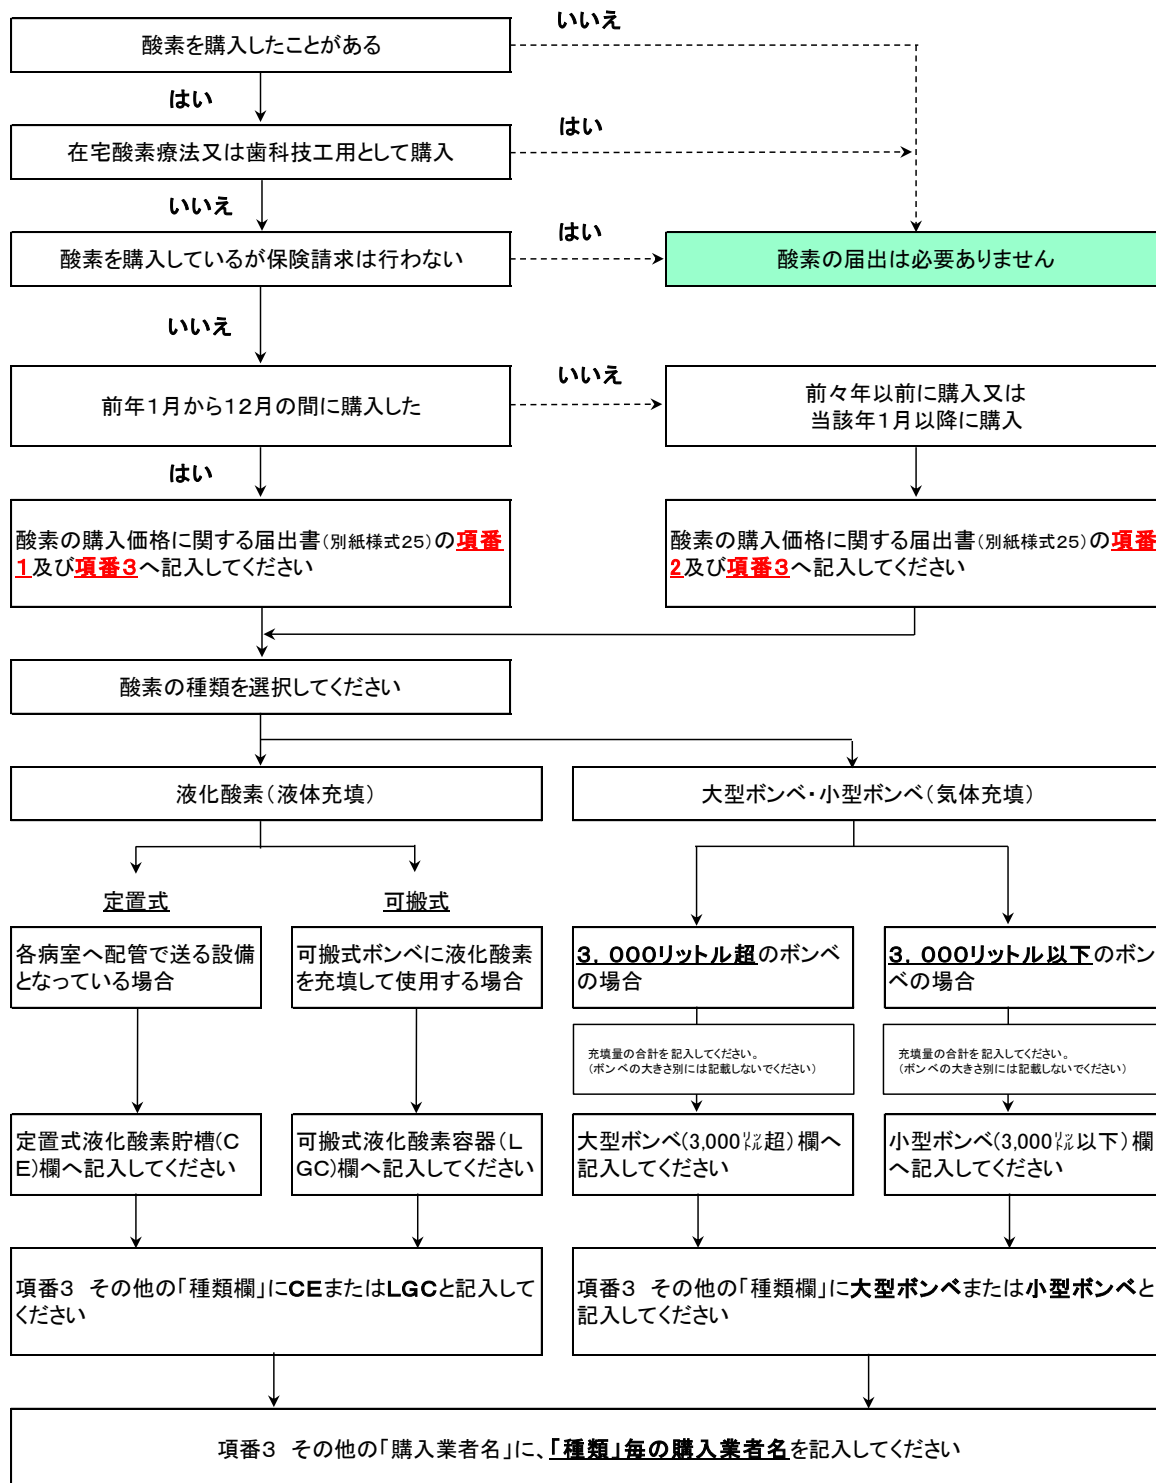 いいえ
酸素を購入したことがある
はい
はい
在宅酸素療法又は歯科技工用として購入
いいえ
はい
酸素を購入しているが保険請求は行わない
酸素の届出は必要ありません
いいえ
いいえ
前年1月から12月の間に購入した
前々年以前に購入又は
当該年1月以降に購入
はい
酸素の購入価格に関する届出書(別紙様式25)の項番
1及び項番3へ記入してください
酸素の購入価格に関する届出書(別紙様式25)の項番
2及び項番3へ記入してください
酸素の種類を選択してください
液化酸素(液体充填)
大型ボンベ・小型ボンベ(気体充填)
定置式
可搬式
各病室へ配管で送る設備
となっている場合
可搬式ボンベに液化酸素
を充填して使用する場合
3,000リットル超のボンベ
の場合
3,000リットル以下のボン
ベの場合
充填量の合計を記入してください。
(ボンベの大きさ別には記載しないでください)
充填量の合計を記入してください。
(ボンベの大きさ別には記載しないでください)
定置式液化酸素貯槽(C
E)欄へ記入してください
可搬式液化酸素容器(L
GC)欄へ記入してください
大型ボンベ(3,000㍑超)欄へ
記入してください
小型ボンベ(3,000㍑以下)欄
へ記入してください
項番3 その他の「種類欄」にCEまたはLGCと記入して
ください
項番3 その他の「種類欄」に大型ボンベまたは小型ボンベと
記入してください
項番3 その他の「購入業者名」に、「種類」毎の購入業者名を記入してください